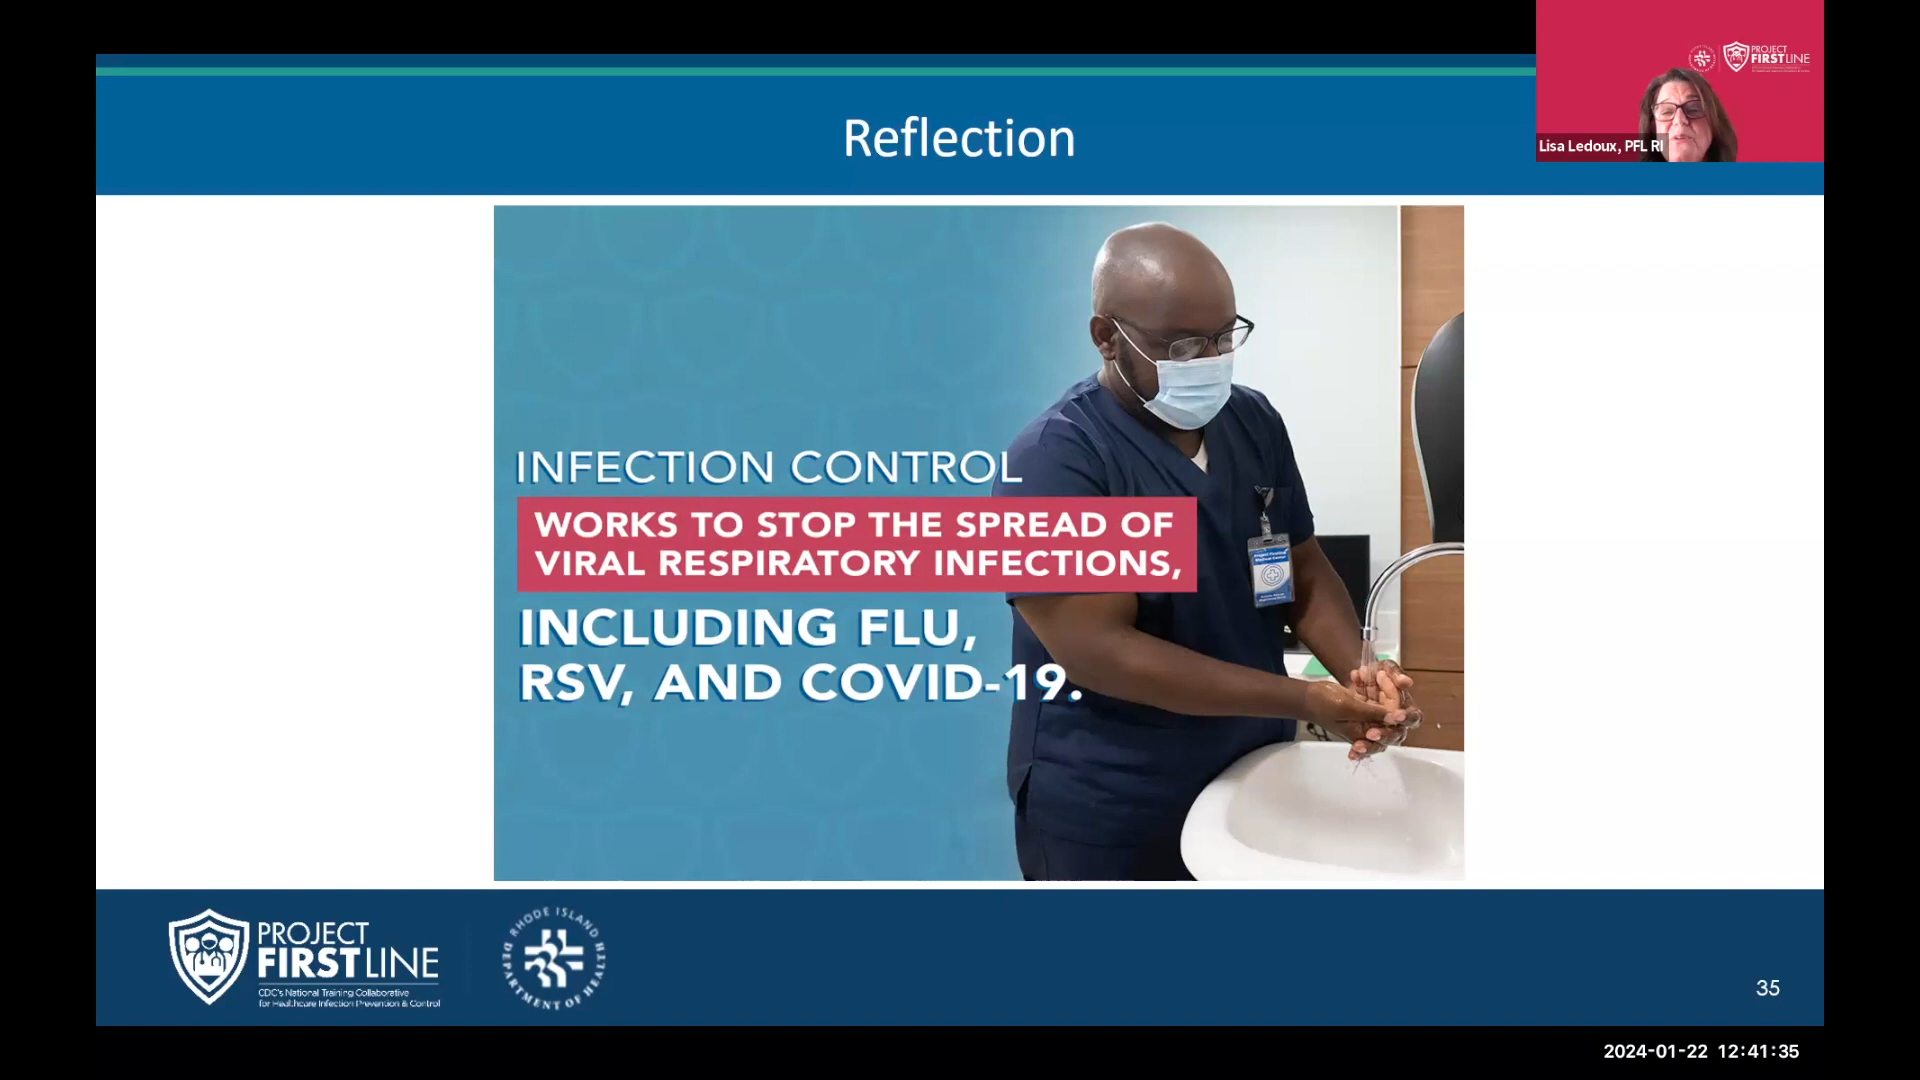 PROJECT
FIRSTLINE
Lisa Ledoux, PFL RI
Reflection
INFECTION CONTROL
WORKS TO STOP THE SPREAD OF
VIRAL RESPIRATORY INFECTIONS,
INCLUDING FLU,
RSV, AND COVID-19.
PROJECT
FIRSTLINE
CDC's National Training Collaborative
for Healthcare Infection Prevention & Control
RHODE ISLAND
DEPARTMENT OF HEALTH
35
2024-01-22 12:41:35